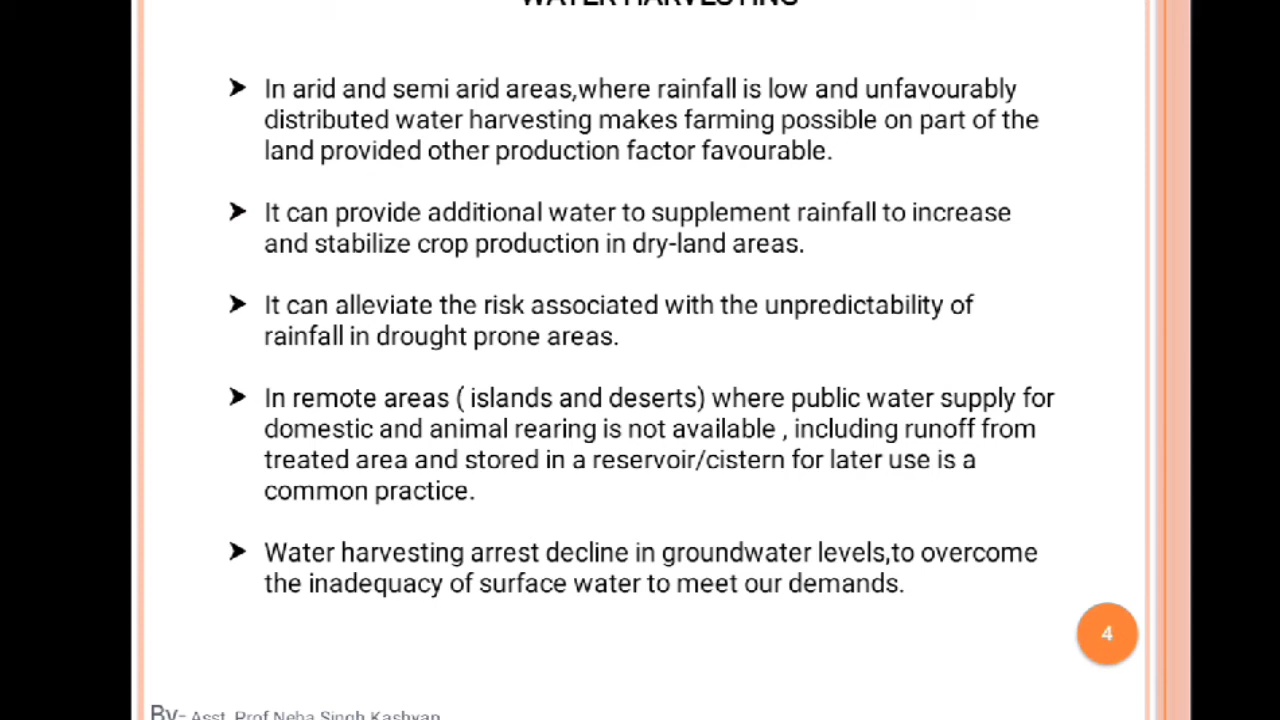 WATER HARVESTING
➤ In arid and semi arid areas,where rainfall is low and unfavourably
distributed water harvesting makes farming possible on part of the
land provided other production factor favourable.
➤ It can provide additional water to supplement rainfall to increase
and stabilize crop production in dry-land areas.
➤ It can alleviate the risk associated with the unpredictability of
rainfall in drought prone areas.
➤ In remote areas ( islands and deserts) where public water supply for
domestic and animal rearing is not available , including runoff from
treated area and stored in a reservoir/cistern for later use is a
common practice.
➤ Water harvesting arrest decline in groundwater levels,to overcome
the inadequacy of surface water to meet our demands.
4
By- Asst. Prof Neha Singh Kashyap